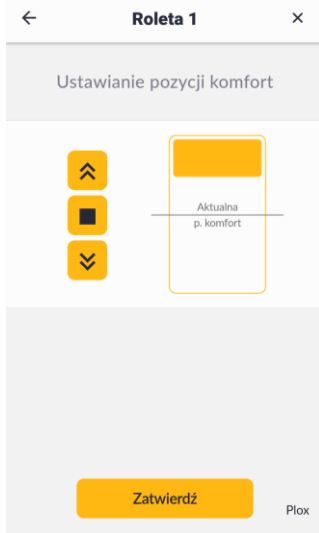 Roleta 1
Ustawianie pozycji komfort
Aktualna
p. komfort
Zatwierdź
Plox